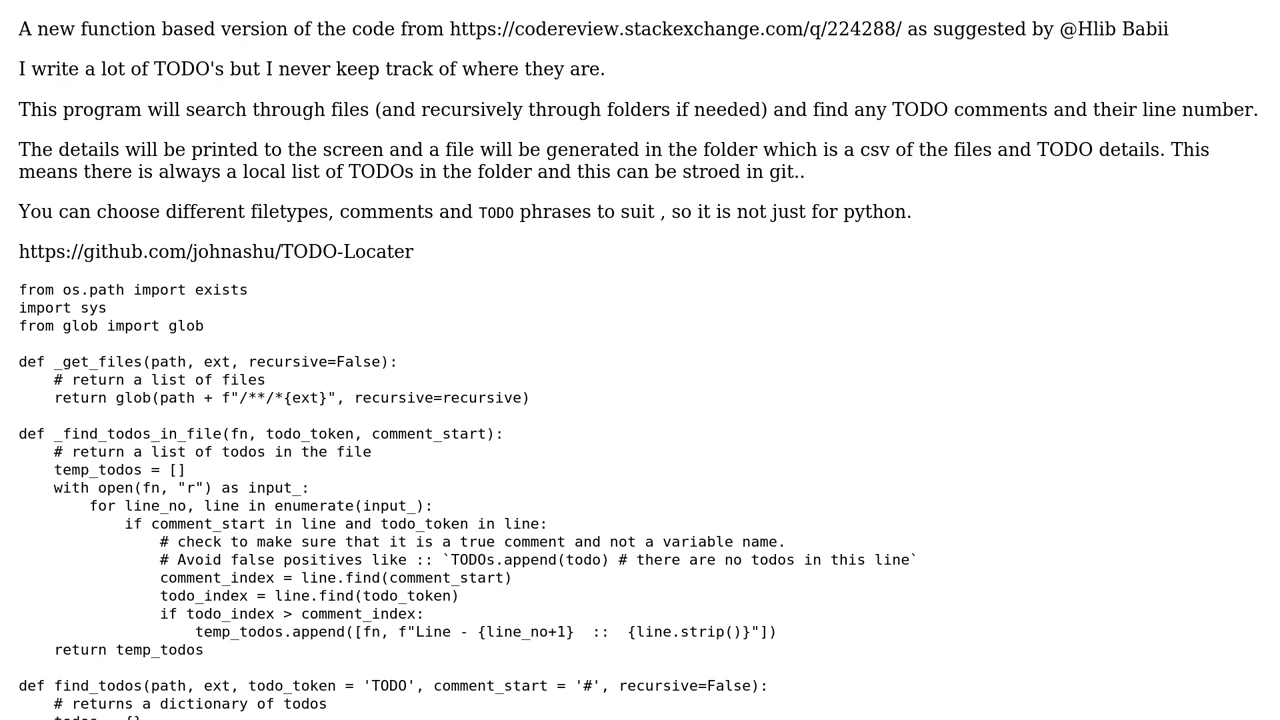 A new function based version of the code from https://codereview.stackexchange.com/q/224288/ as suggested by @Hlib Babii
I write a lot of TODO's but I never keep track of where they are.
This program will search through files (and recursively through folders if needed) and find any TODO comments and their line number.
The details will be printed to the screen and a file will be generated in the folder which is a csv of the files and TODO details. This
means there is always a local list of TODOs in the folder and this can be stroed in git..
You can choose different filetypes, comments and TODO phrases to suit , so it is not just for python.
https://github.com/johnashu/TODO-Locater
from os.path import exists
import sys
from glob import glob
def _get_files(path, ext, recursive=False):
    # return a list of files
    return glob(path + f"/**/*{ext}", recursive=recursive)
def _find_todos_in_file(fn, todo_token, comment_start):
    # return a list of todos in the file
    temp_todos = []
    with open(fn, "r") as input_:
        for line_no, line in enumerate(input_):
            if comment_start in line and todo_token in line:
                # check to make sure that it is a true comment and not a variable name.
                # Avoid false positives like :: `TODOs.append(todo) # there are no todos in this line`
                comment_index = line.find(comment_start)
                todo_index = line.find(todo_token)
                if todo_index > comment_index:
                    temp_todos.append([fn, f"Line - {line_no+1}  ::  {line.strip()}"])
    return temp_todos
def find_todos(path, ext, todo_token = 'TODO', comment_start = '#', recursive=False):
    # returns a dictionary of todos